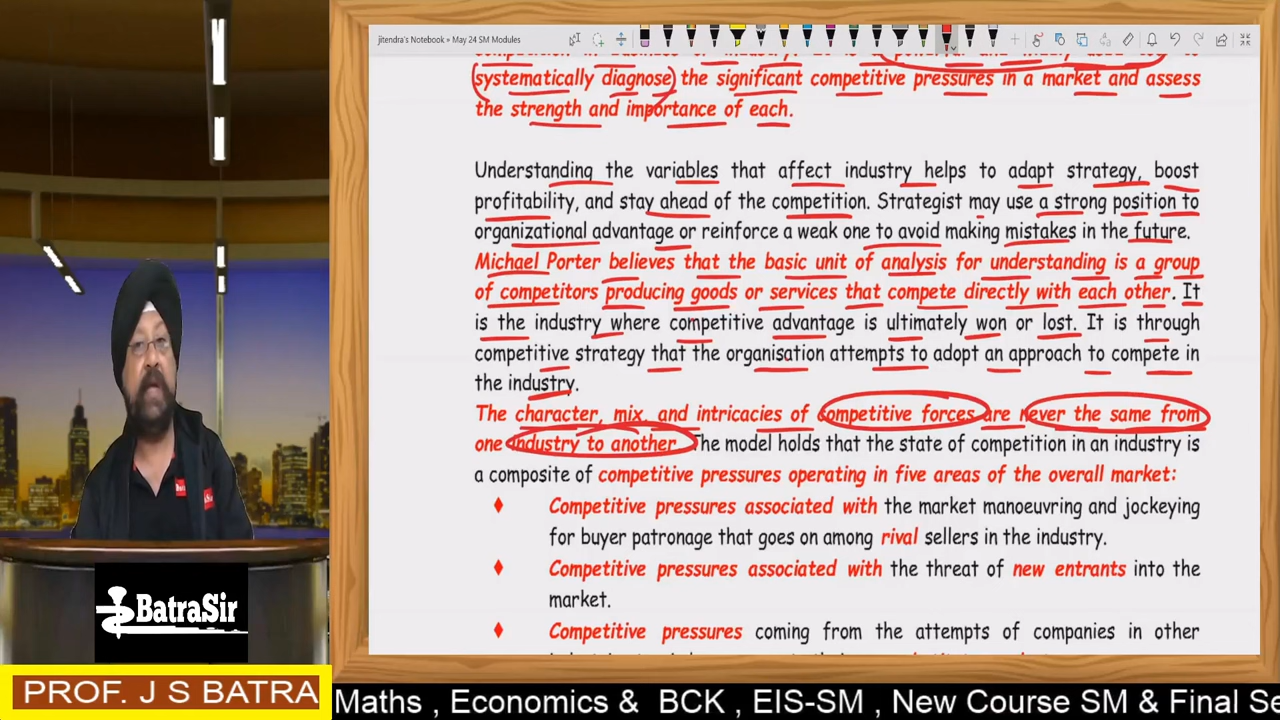 jitendra's Notebook » May 24 SM Modules
(systematically diagnose) the significant competitive pressures in a market and assess
the strength and importance of each.
Understanding the variables that affect industry helps to adapt strategy, boost
profitability, and stay ahead of the competition. Strategist may use a strong position to
organizational advantage or reinforce a weak one to avoid making mistakes in the future.
Michael Porter believes that the basic unit of analysis for understanding is a group
of competitors producing goods or services that compete directly with each other. It
is the industry where competitive advantage is ultimately won or lost. It is through
competitive strategy that the organisation attempts to adopt an approach to compete in
the industry.
The character, mix, and intricacies of competitive forces are never the same from
one industry to another The model holds that the state of competition in an industry is
a composite of competitive pressures operating in five areas of the overall market:
♦ Competitive pressures associated with the market manoeuvring and jockeying
for buyer patronage that goes on among rival sellers in the industry.
♦ Competitive pressures associated with the threat of new entrants into the
market.
♦ Competitive pressures coming from the attempts of companies in other
BatraSir
PROF. J S BATRA
Maths , Economics & BCK , EIS-SM , New Course SM & Final Se